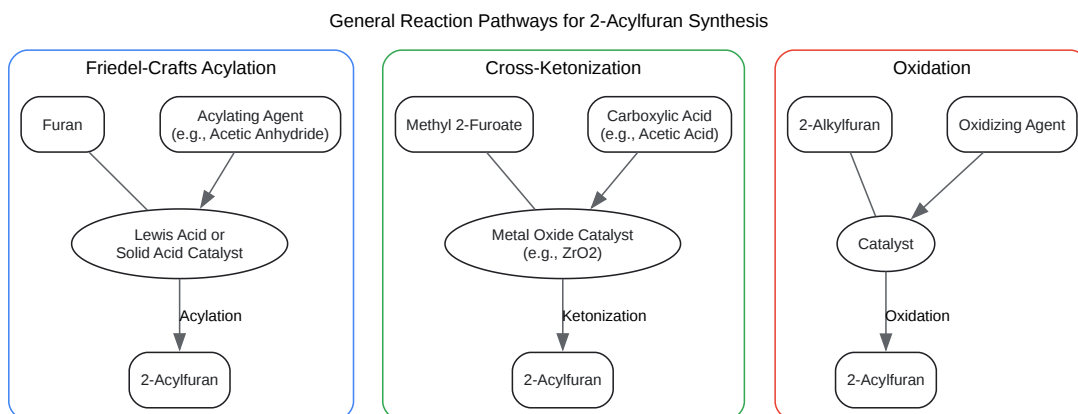 General Reaction Pathways for 2-Acylfuran Synthesis
Friedel-Crafts Acylation
Furan
Acylating Agent
(e.g., Acetic Anhydride)
Lewis Acid or
Solid Acid Catalyst
Acylation
2-Acylfuran
Cross-Ketonization
Methyl 2-Furoate
Carboxylic Acid
(e.g., Acetic Acid)
Metal Oxide Catalyst
(e.g., ZrO2)
Ketonization
2-Acylfuran
Oxidation
2-Alkylfuran
Oxidizing Agent
Catalyst
Oxidation
2-Acylfuran